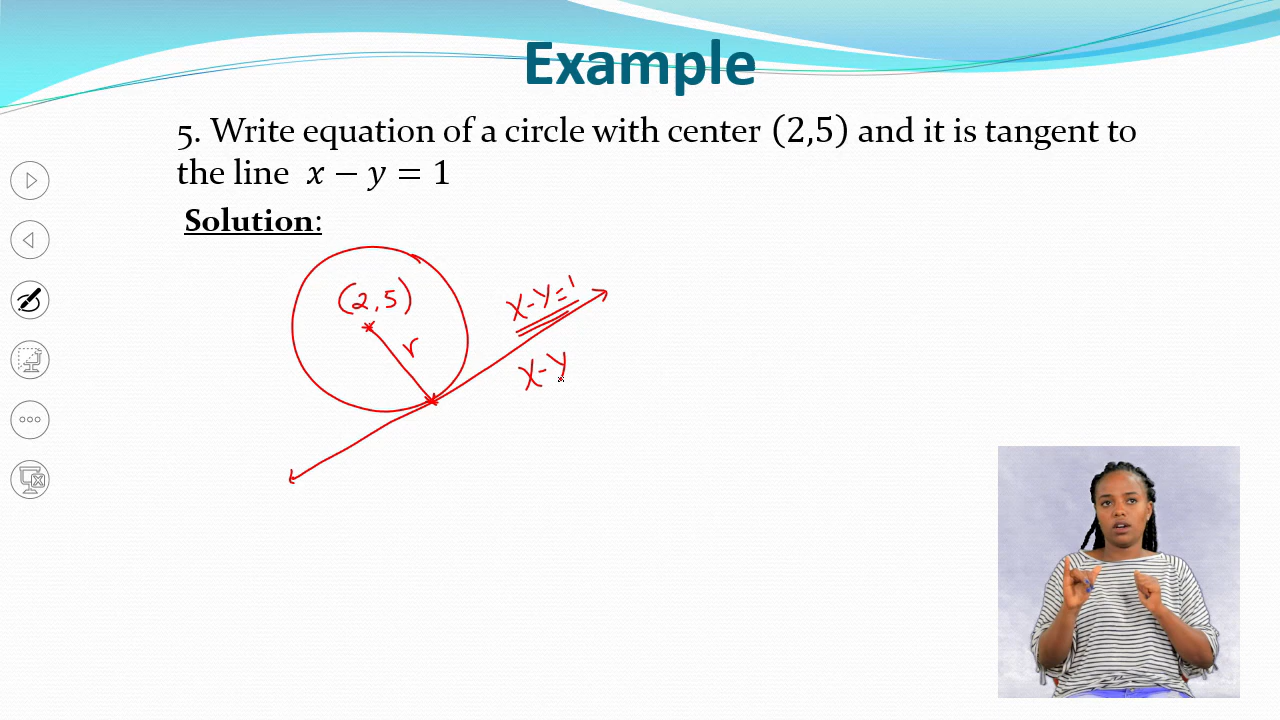 Example
5. Write equation of a circle with center (2,5) and it is tangent to
the line x − y = 1
Solution:
(2,5)
r
x-y=1
x-y